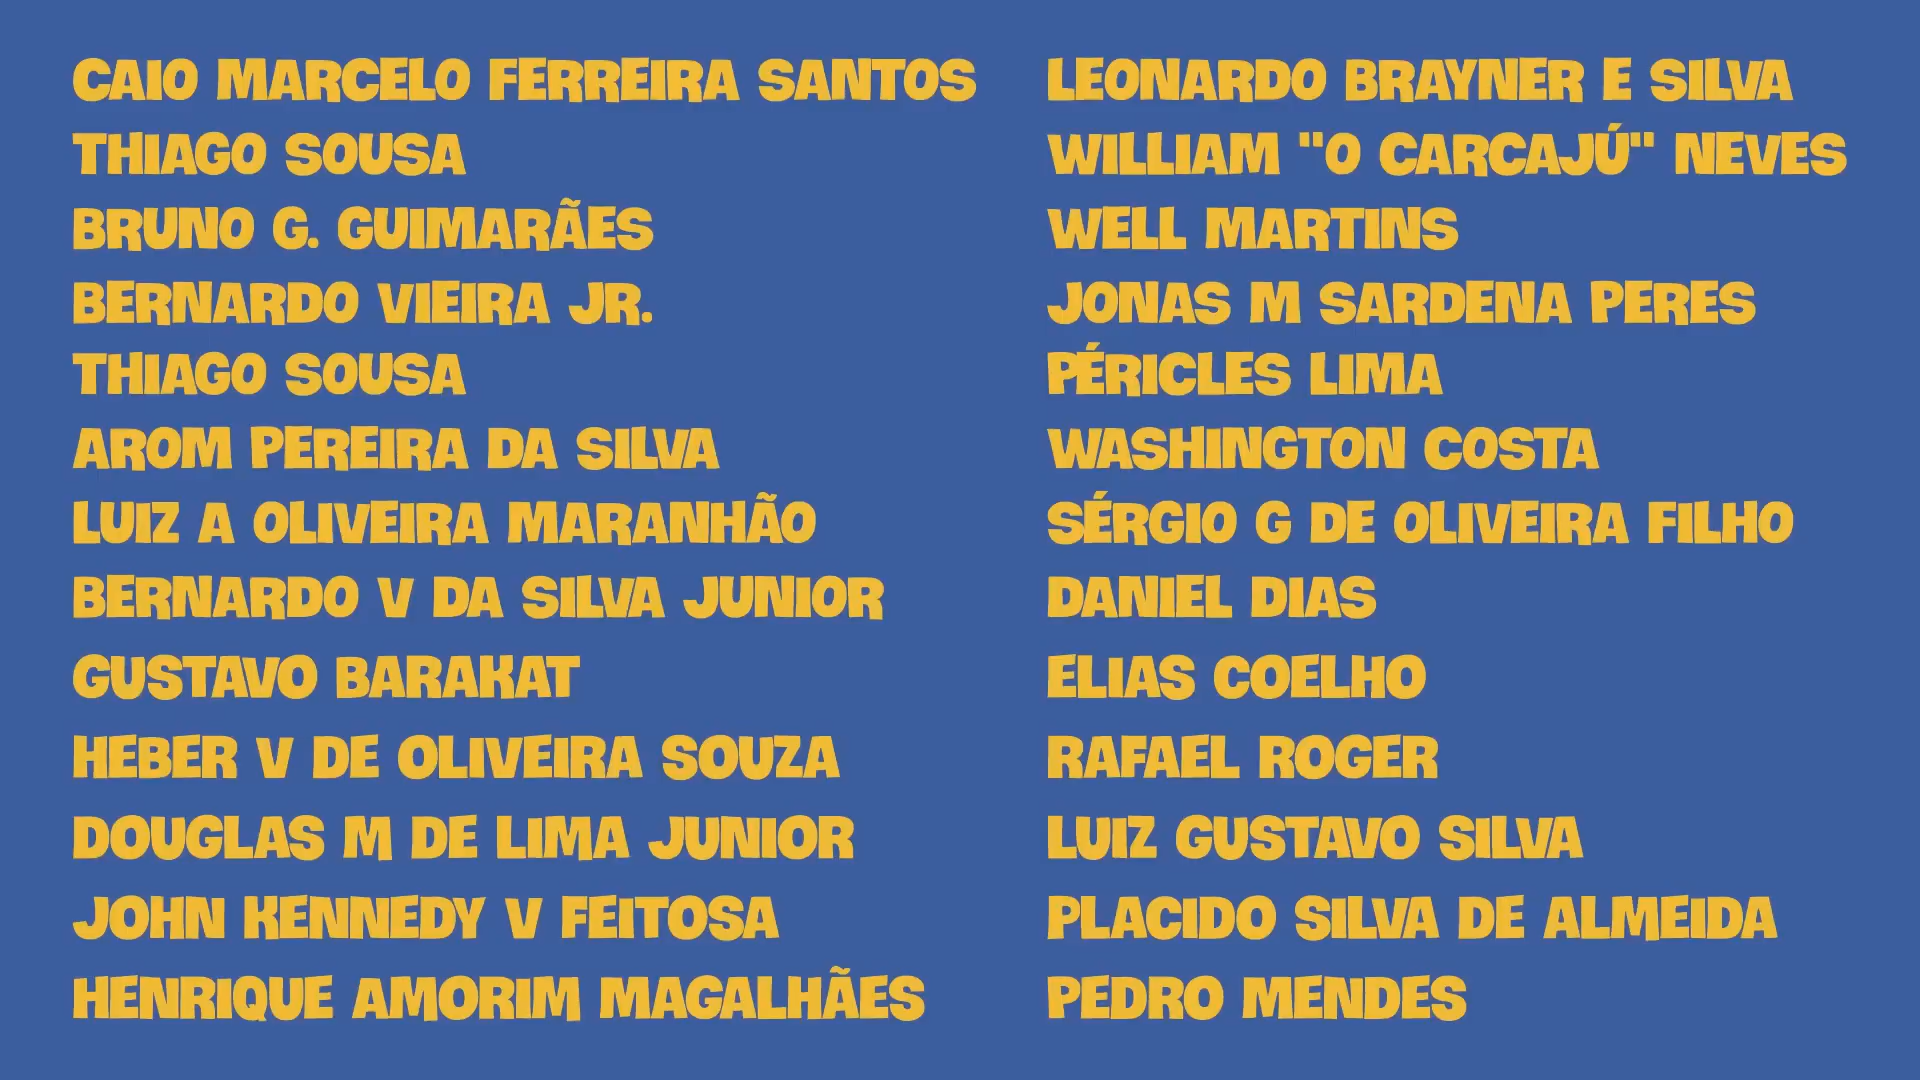 CAIO MARCELO FERREIRA SANTOS
THIAGO SOUSA
BRUNO G. GUIMARÃES
BERNARDO VIEIRA JR.
THIAGO SOUSA
AROM PEREIRA DA SILVA
LUIZ A OLIVEIRA MARANHÃO
BERNARDO V DA SILVA JUNIOR
GUSTAVO BARAKAT
HEBER V DE OLIVEIRA SOUZA
DOUGLAS M DE LIMA JUNIOR
JOHN KENNEDY V FEITOSA
HENRIQUE AMORIM MAGALHÃES
LEONARDO BRAYNER E SILVA
WILLIAM "O CARCAJÚ" NEVES
WELL MARTINS
JONAS M SARDENA PERES
PÉRICLES LIMA
WASHINGTON COSTA
SÉRGIO G DE OLIVEIRA FILHO
DANIEL DIAS
ELIAS COELHO
RAFAEL ROGER
LUIZ GUSTAVO SILVA
PLACIDO SILVA DE ALMEIDA
PEDRO MENDES